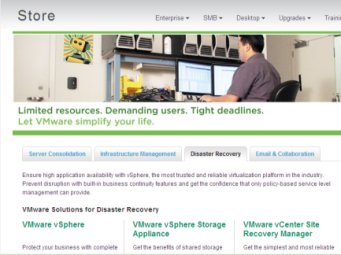 Store
Enterprise SMB Desktop Upgrades Traini
Limited resources. Demanding users. Tight deadlines.
Let VMware simplify your life.
Server Consolidation Infrastructure Management Disaster Recovery Email & Collaboration
Ensure high application availability with vSphere, the most trusted and reliable virtualization platform in the industry.
Prevent disruption with built-in business continuity features and get the confidence that only policy-based service level
management can provide.
VMware Solutions for Disaster Recovery
VMware vSphere VMware vSphere Storage VMware vCenter Site
Appliance Recovery Manager
Protect your business with complete Get the benefits of shared storage Get the simplest and most reliable